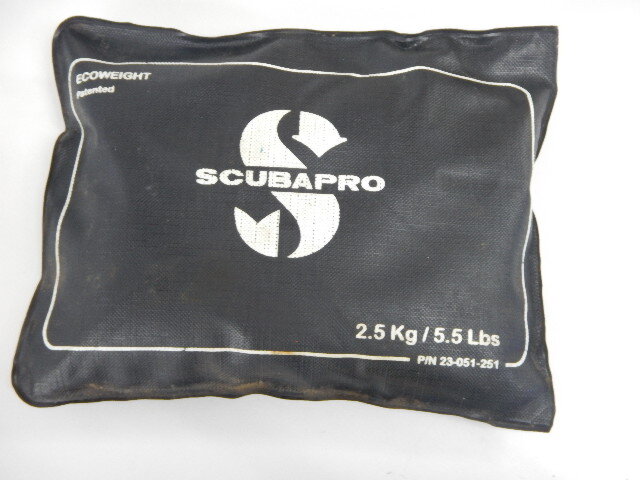 ECOWEIGHT
Patented
SCUBAPRO
2.5 Kg / 5.5 Lbs
P/N 23-051-251